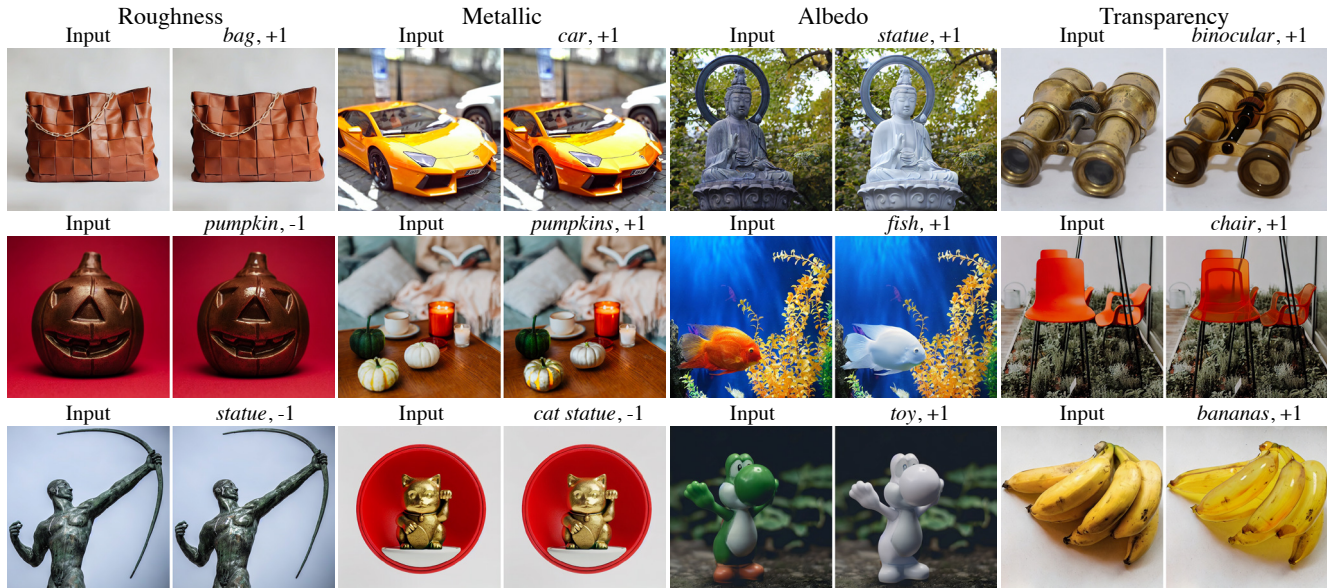 Roughness Metallic Albedo Transparency
Input bag, +1 Input car, +1 Input statue, +1 Input binocular, +1
Input pumpkin, -1 Input pumpkins, +1 Input fish, +1 Input chair, +1
Input statue, -1 Input cat statue, -1 Input toy, +1 Input bananas, +1